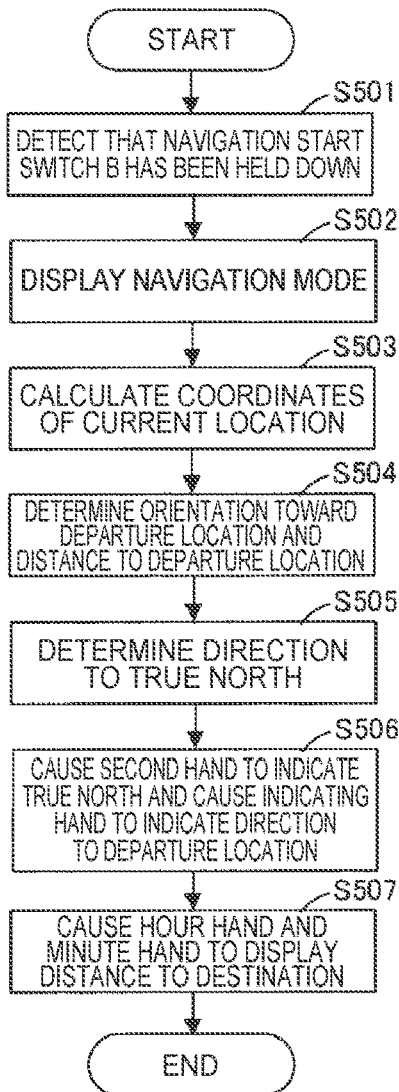 START
S501
DETECT THAT NAVIGATION START
SWITCH B HAS BEEN HELD DOWN
S502
DISPLAY NAVIGATION MODE
S503
CALCULATE COORDINATES
OF CURRENT LOCATION
S504
DETERMINE ORIENTATION TOWARD
DEPARTURE LOCATION AND
DISTANCE TO DEPARTURE LOCATION
S505
DETERMINE DIRECTION
TO TRUE NORTH
S506
CAUSE SECOND HAND TO INDICATE
TRUE NORTH AND CAUSE INDICATING
HAND TO INDICATE DIRECTION
TO DEPARTURE LOCATION
S507
CAUSE HOUR HAND AND
MINUTE HAND TO DISPLAY
DISTANCE TO DESTINATION
END